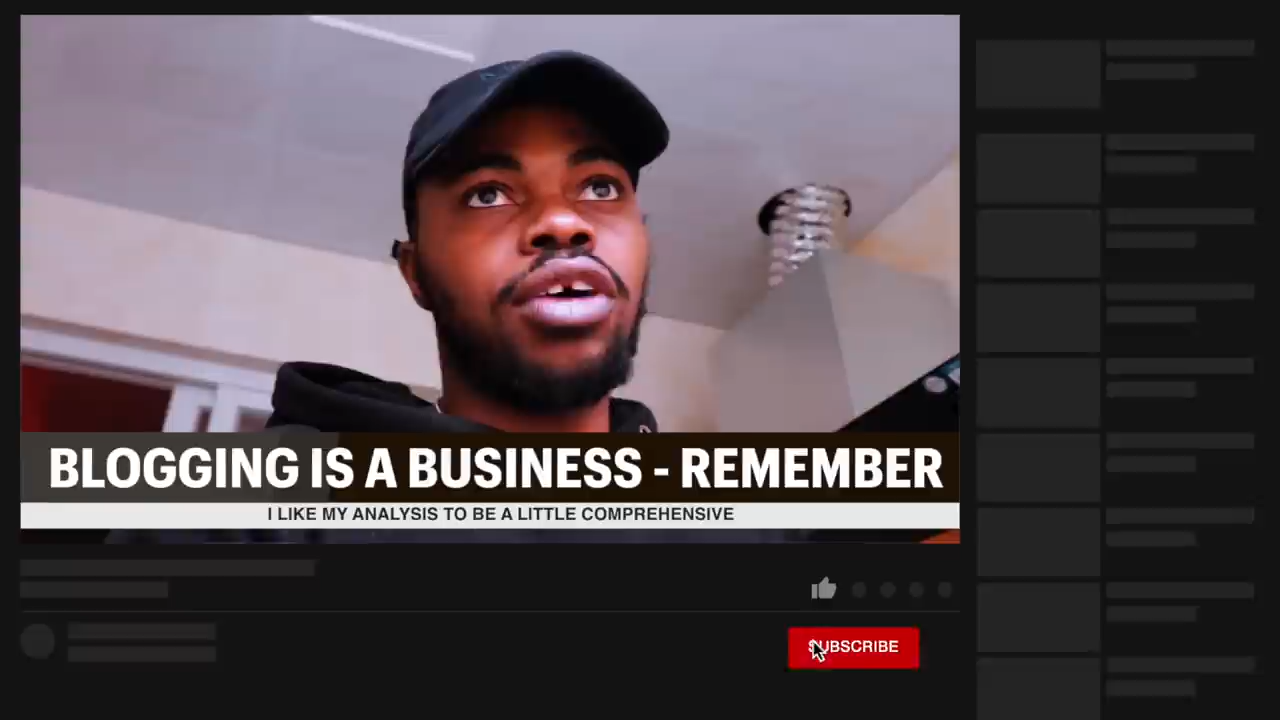 BLOGGING IS A BUSINESS - REMEMBER
I LIKE MY ANALYSIS TO BE A LITTLE COMPREHENSIVE
SUBSCRIBE